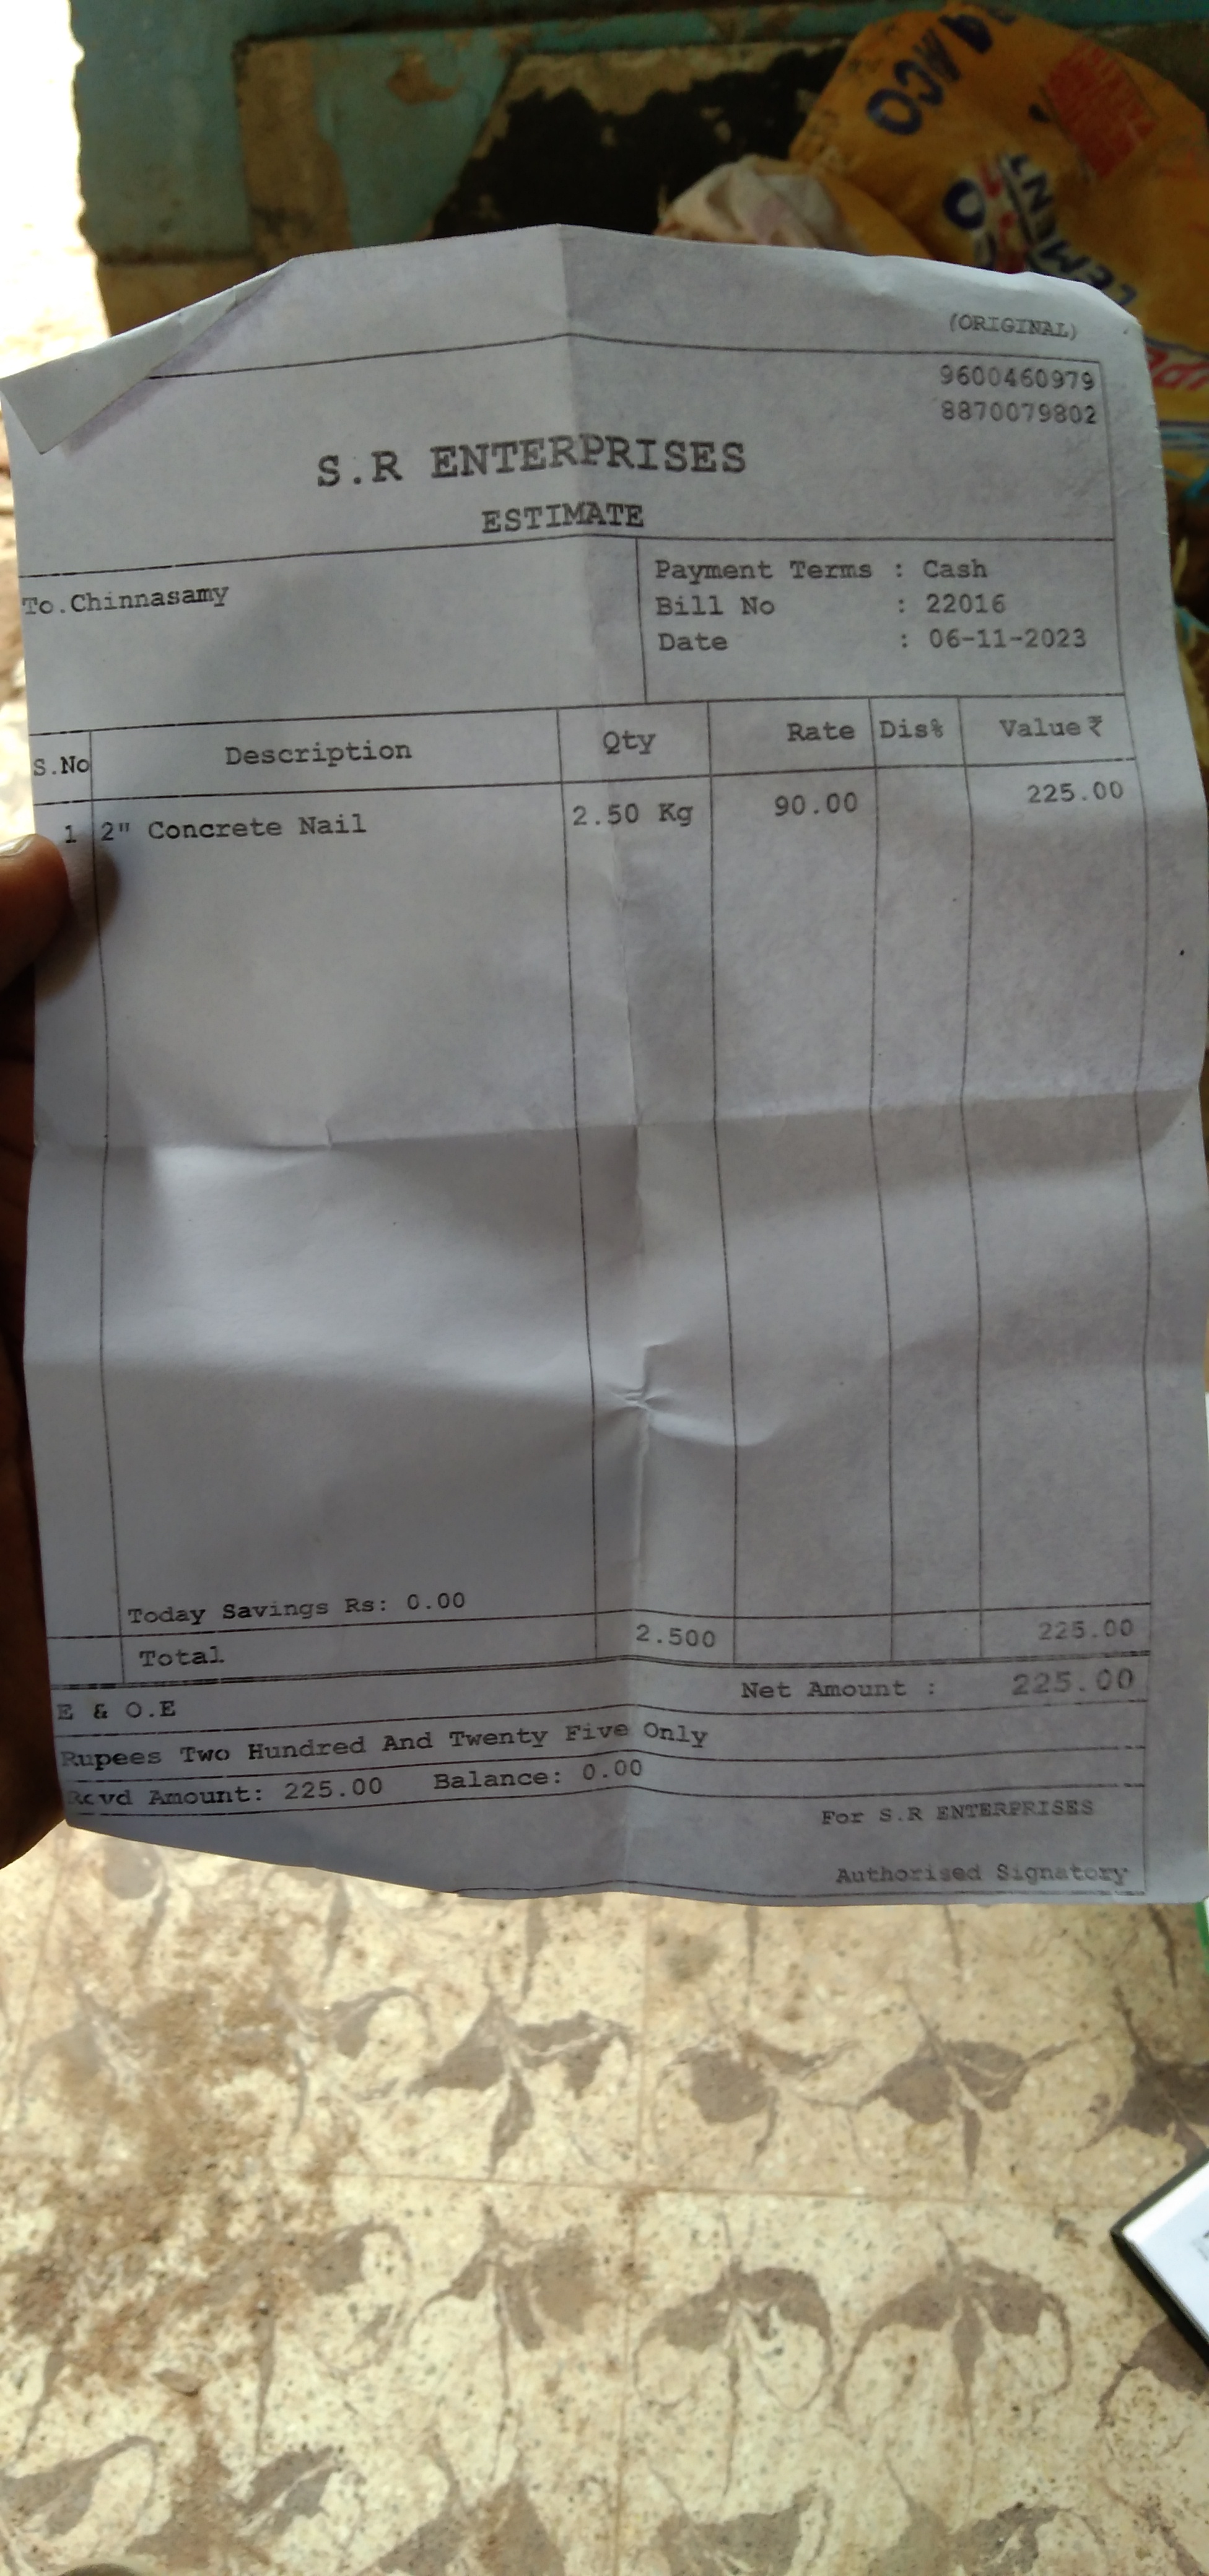 (ORIGINAL)
9600460979
8870079802
S.R ENTERPRISES
ESTIMATE
To.Chinnasamy
Payment Terms : Cash
Bill No : 22016
Date : 06-11-2023
S.No Description Qty Rate Dis% Value ₹
1 2" Concrete Nail 2.50 Kg 90.00 225.00
Today Savings Rs: 0.00
Total 2.500 225.00
E & O.E Net Amount : 225.00
Rupees Two Hundred And Twenty Five Only
Rcvd Amount: 225.00 Balance: 0.00
For S.R ENTERPRISES
Authorised Signatory